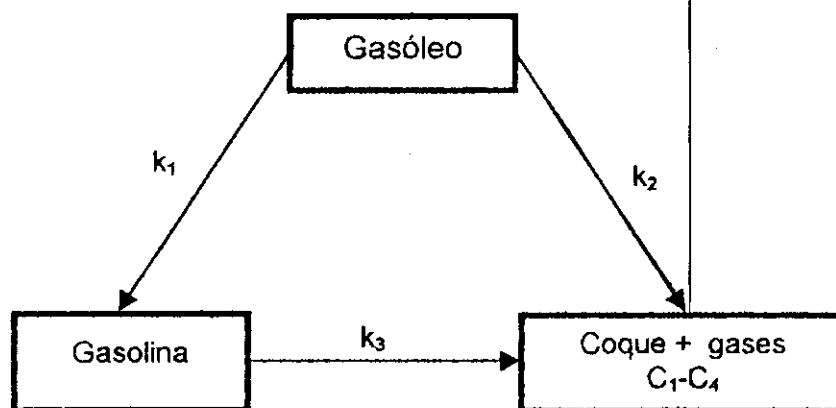 Gasóleo
k₁
k₂
Gasolina
k₃
Coque + gases
C₁-C₄